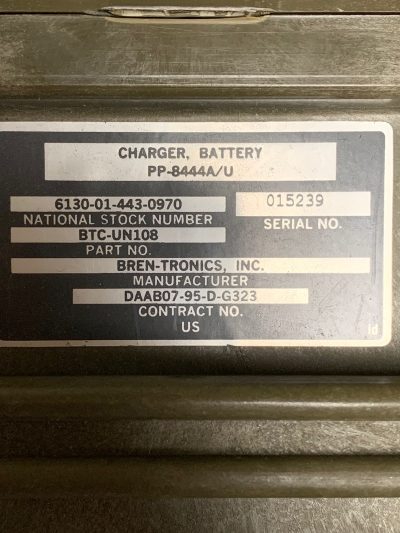 CHARGER, BATTERY
PP-8444A/U
6130-01-443-0970
NATIONAL STOCK NUMBER
015239
SERIAL NO.
BTC-UN108
PART NO.
BREN-TRONICS, INC.
MANUFACTURER
DAAB07-95-D-G323
CONTRACT NO.
US
id